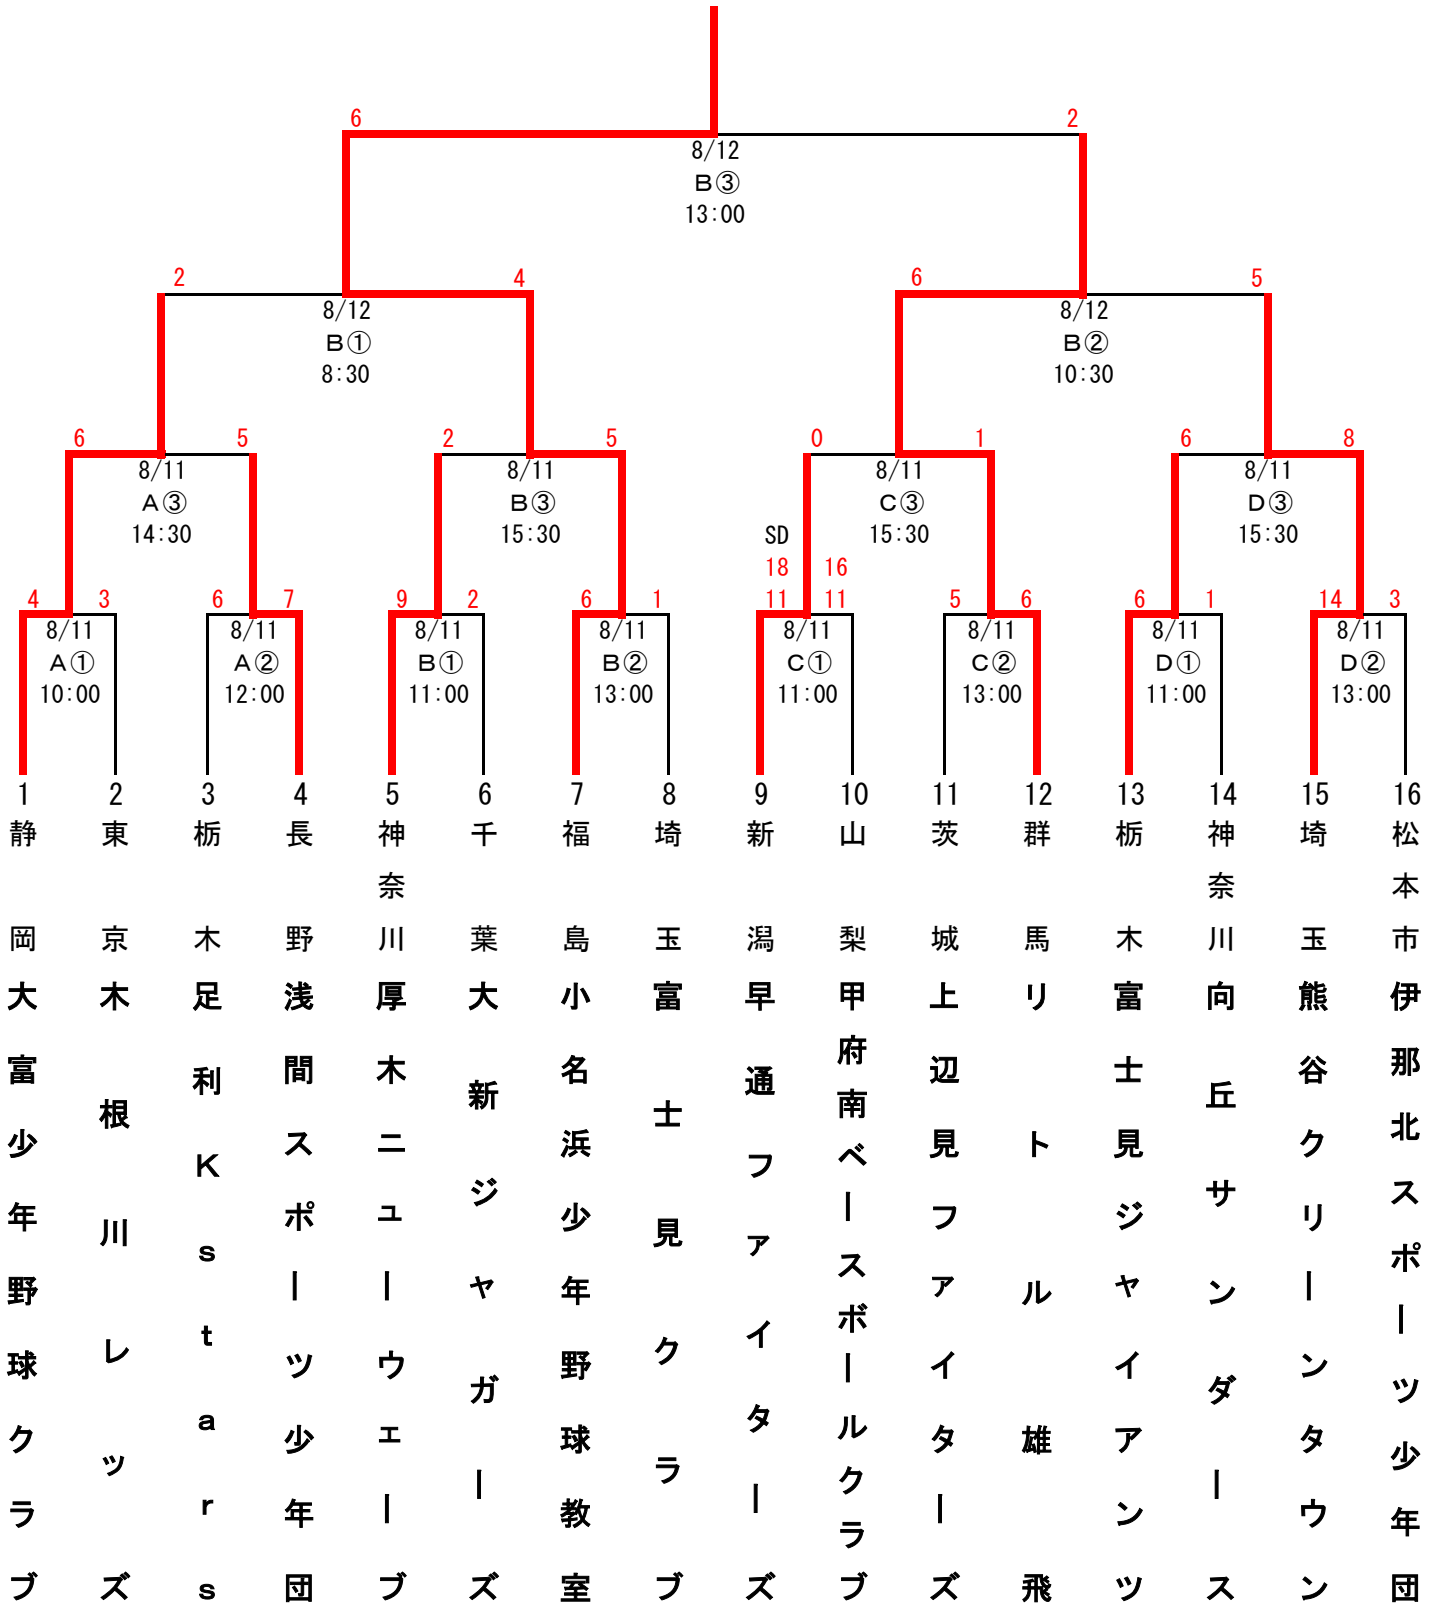 6 2
8/12
B③
13:00
2 4 6 5
8/12 8/12
B① B②
8:30 10:30
6 5 2 5 0 1 6 8
8/11 8/11 8/11 8/11
A③ B③ C③ D③
14:30 15:30 15:30 15:30
SD
18 16
4 3 6 7 9 2 6 1 11 11 5 6 6 1 14 3
8/11 8/11 8/11 8/11 8/11 8/11 8/11 8/11
A① A② B① B② C① C② D① D②
10:00 12:00 11:00 13:00 11:00 13:00 11:00 13:00
1 静岡 大富少年野球クラブ
2 東京 木根川レッズ
3 栃木 足利Kstars
4 長野 浅間スポーツ少年団
5 神奈川 厚木ニューウェーブ
6 千葉 大新ジャガーズ
7 福島 小名浜少年野球教室
8 埼玉 富士見クラブ
9 新潟 早通ファイターズ
10 山梨 甲府南ベースボールクラブ
11 茨城 上辺見ファイターズ
12 群馬 リトル雄飛
13 栃木 富士見ジャイアンツ
14 神奈川 向丘サンダース
15 埼玉 熊谷クリーンタウン
16 松本市 伊那北スポーツ少年団